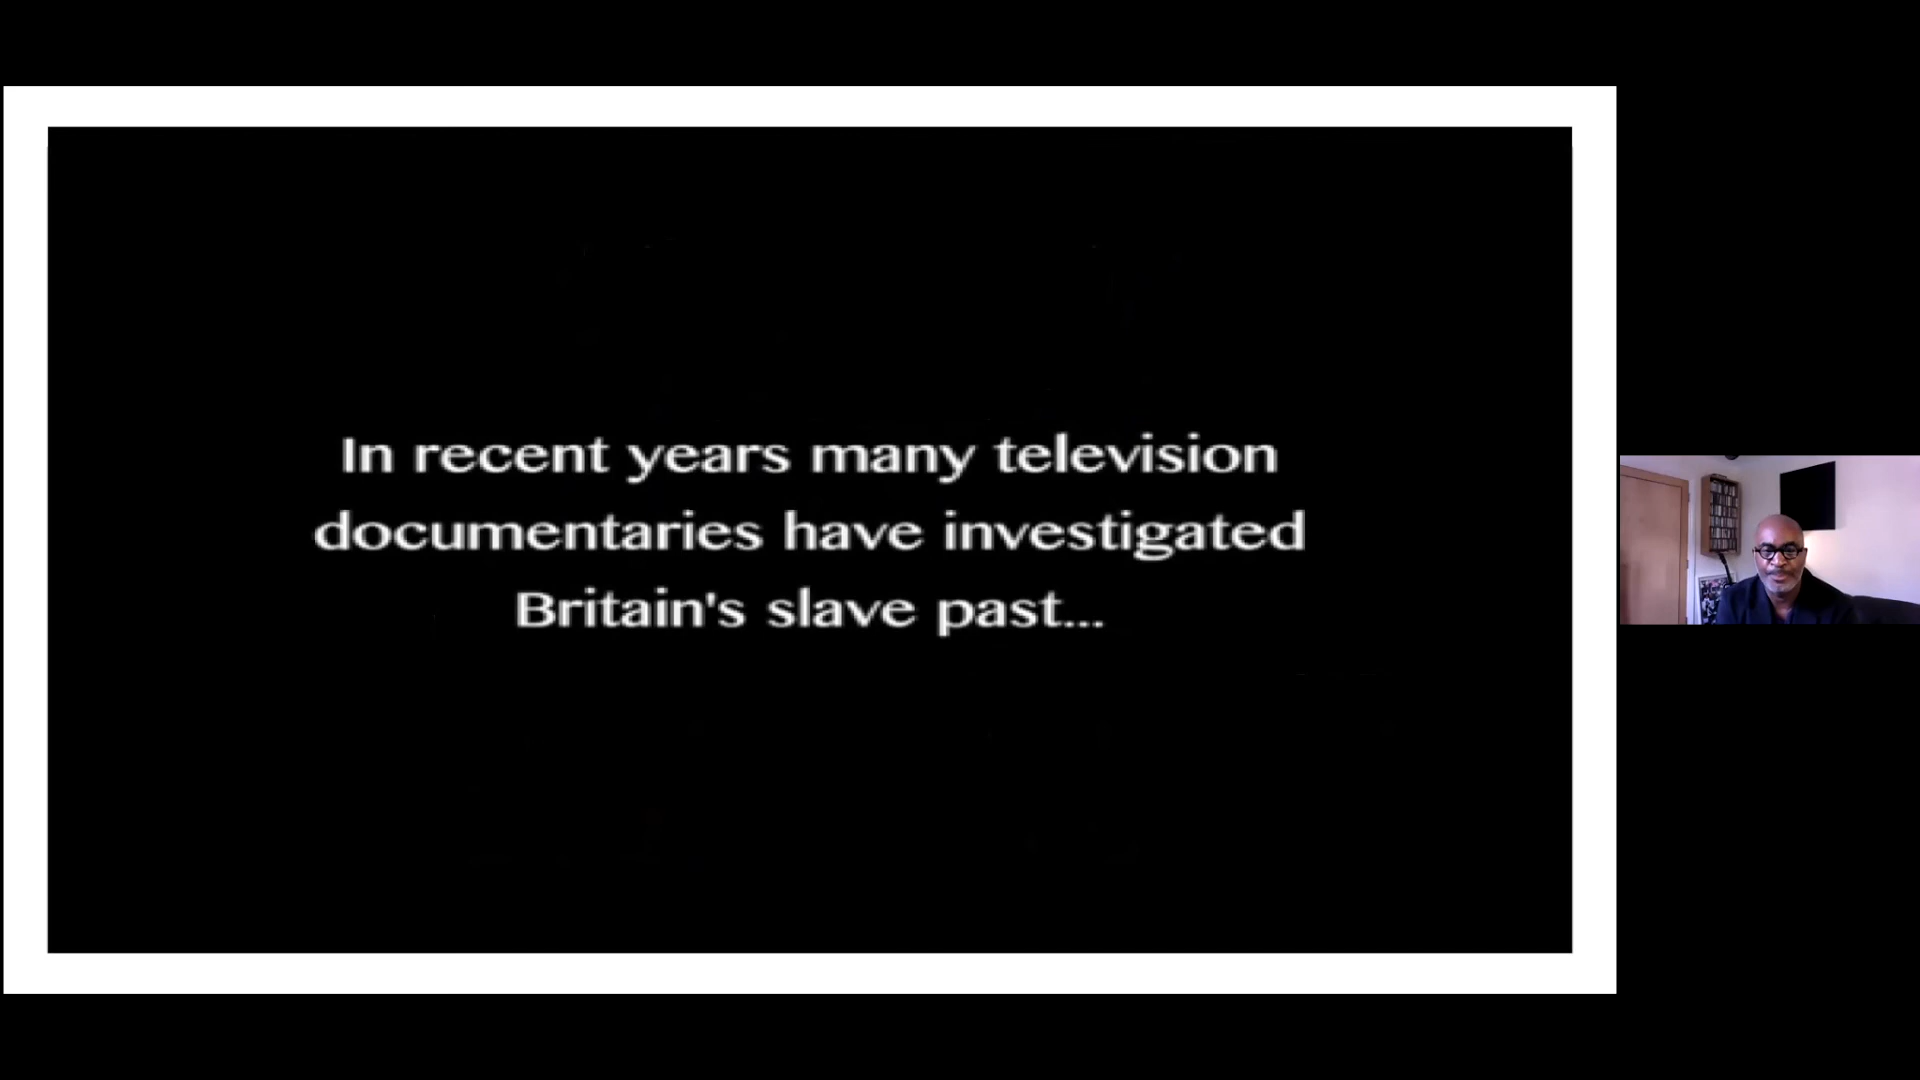 In recent years many television
documentaries have investigated
Britain's slave past...